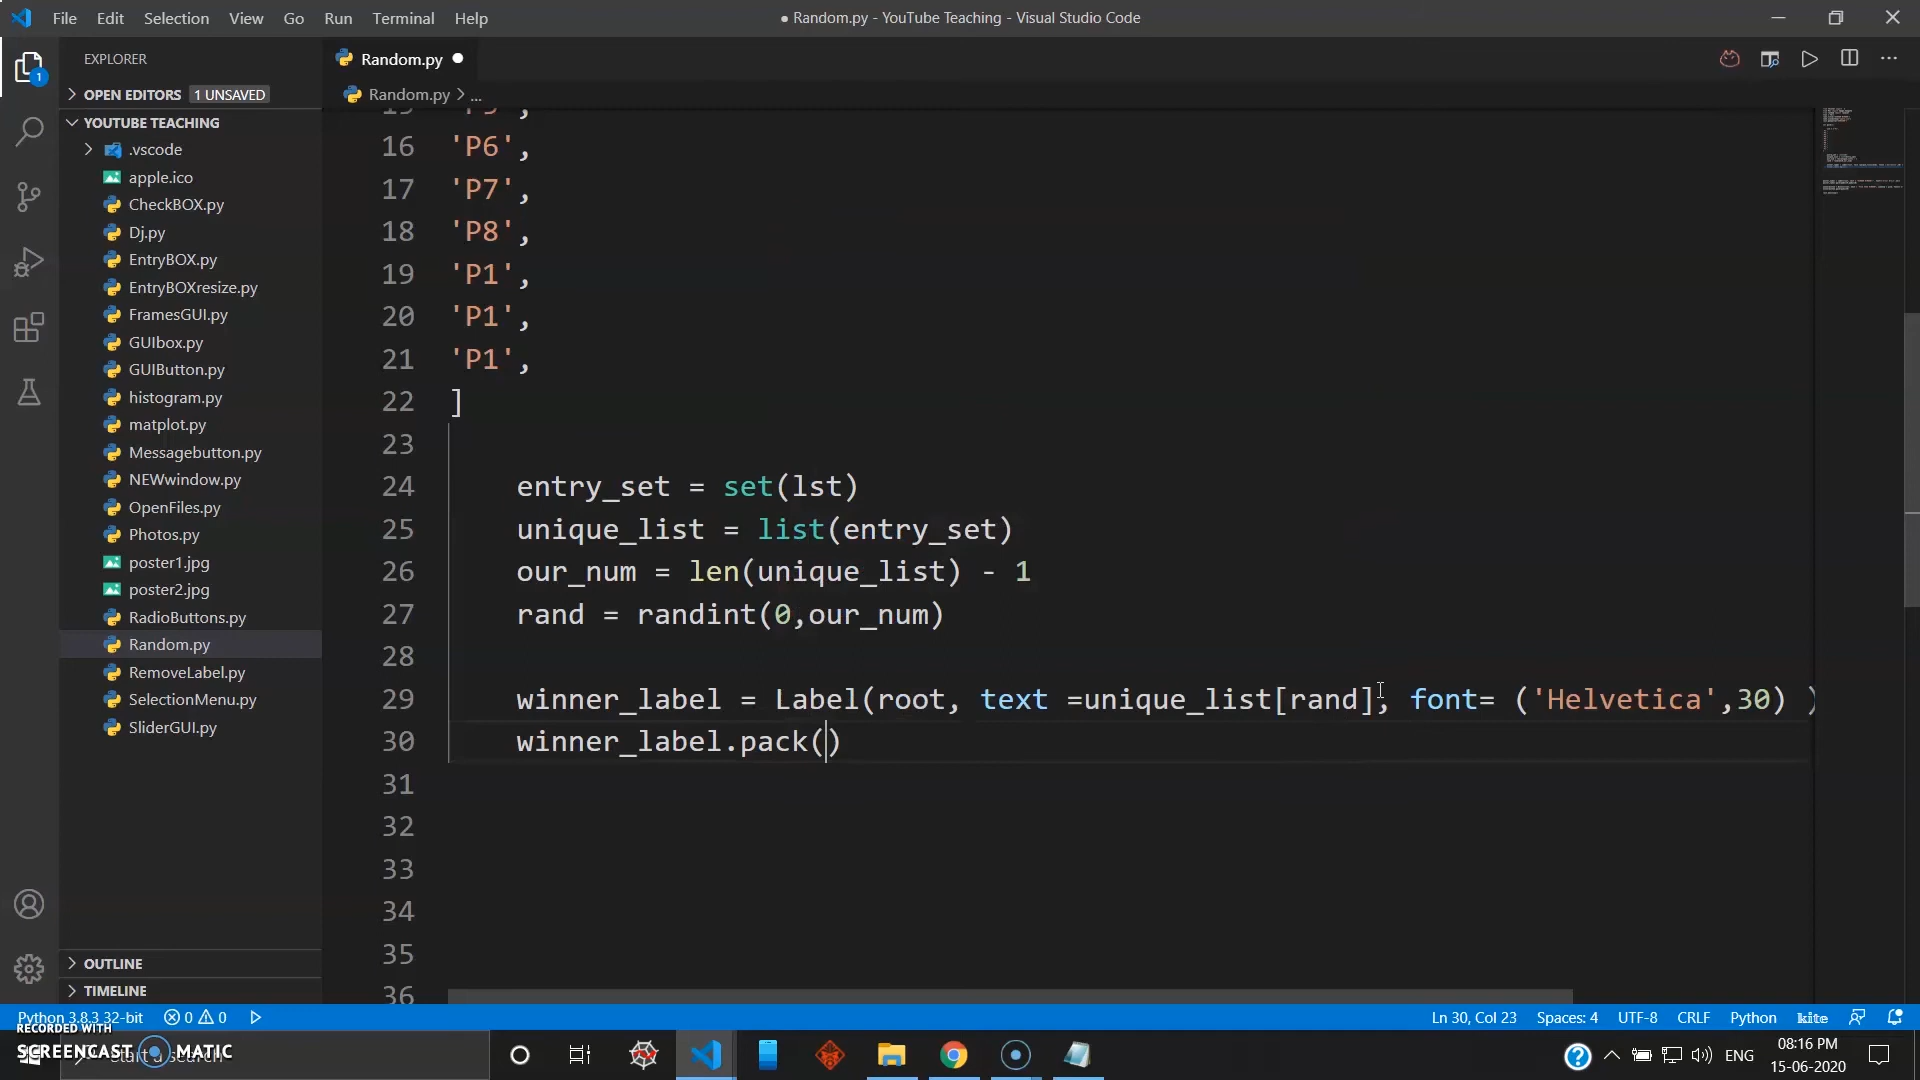 File Edit Selection View Go Run Terminal Help
● Random.py - YouTube Teaching - Visual Studio Code
EXPLORER
OPEN EDITORS 1 UNSAVED
YOUTUBE TEACHING
.vscode
apple.ico
CheckBOX.py
Dj.py
EntryBOX.py
EntryBOXresize.py
FramesGUI.py
GUIbox.py
GUIButton.py
histogram.py
matplot.py
Messagebutton.py
NEWwindow.py
OpenFiles.py
Photos.py
poster1.jpg
poster2.jpg
RadioButtons.py
Random.py
RemoveLabel.py
SelectionMenu.py
SliderGUI.py
OUTLINE
TIMELINE
1
Random.py ●
Random.py > ...
15 'P5',
16 'P6',
17 'P7',
18 'P8',
19 'P1',
20 'P1',
21 'P1',
22 ]
23
24 entry_set = set(lst)
25 unique_list = list(entry_set)
26 our_num = len(unique_list) - 1
27 rand = randint(0,our_num)
28
29 winner_label = Label(root, text =unique_list[rand], font= ('Helvetica',30) )
30 winner_label.pack()
31
32
33
34
35
36
Python 3.8.3 32-bit 0 0
Ln 30, Col 23 Spaces: 4 UTF-8 CRLF Python kite
RECORDED WITH
SCREENCAST MATIC
ENG
08:16 PM
15-06-2020